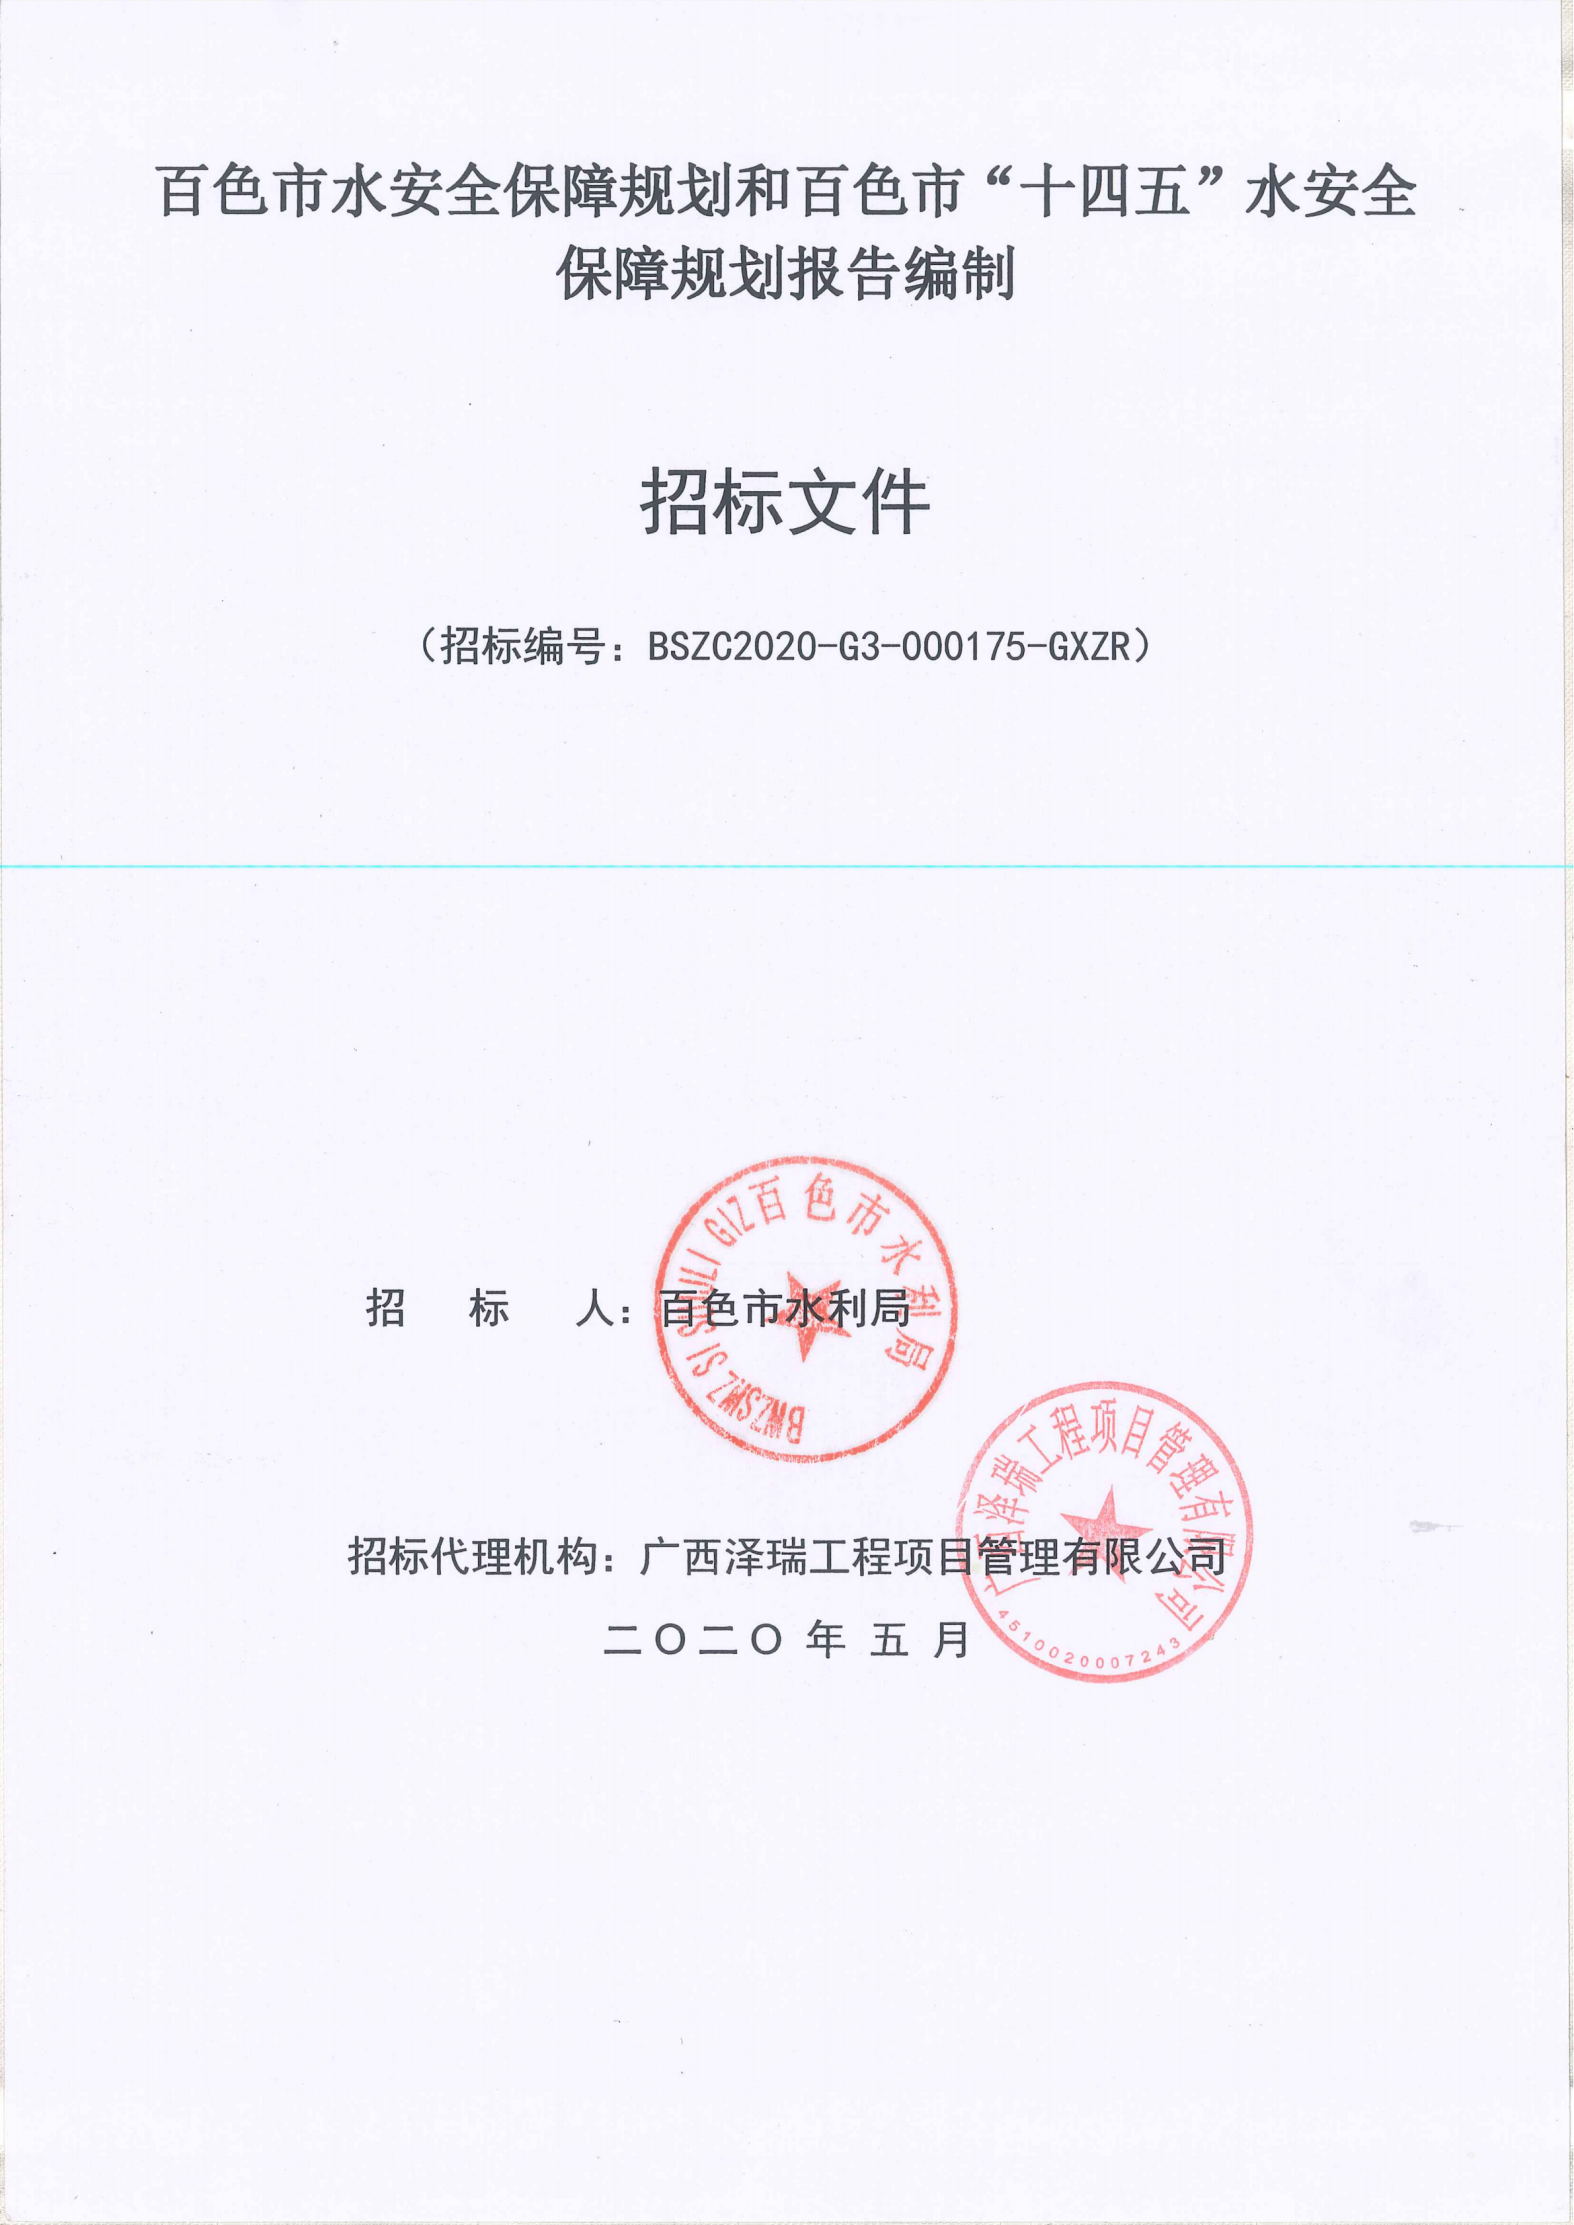 百色市水安全保障规划和百色市“十四五”水安全
保障规划报告编制
招标文件
（招标编号：BSZC2020-G3-000175-GXZR）
百色市水利局
BWZSWZ SI SUIJLI GIZ
招 标 人：百色市水利局
广西泽瑞工程项目管理有限公司
招标代理机构：广西泽瑞工程项目管理有限公司
二〇二〇 年 五 月
4510020007243